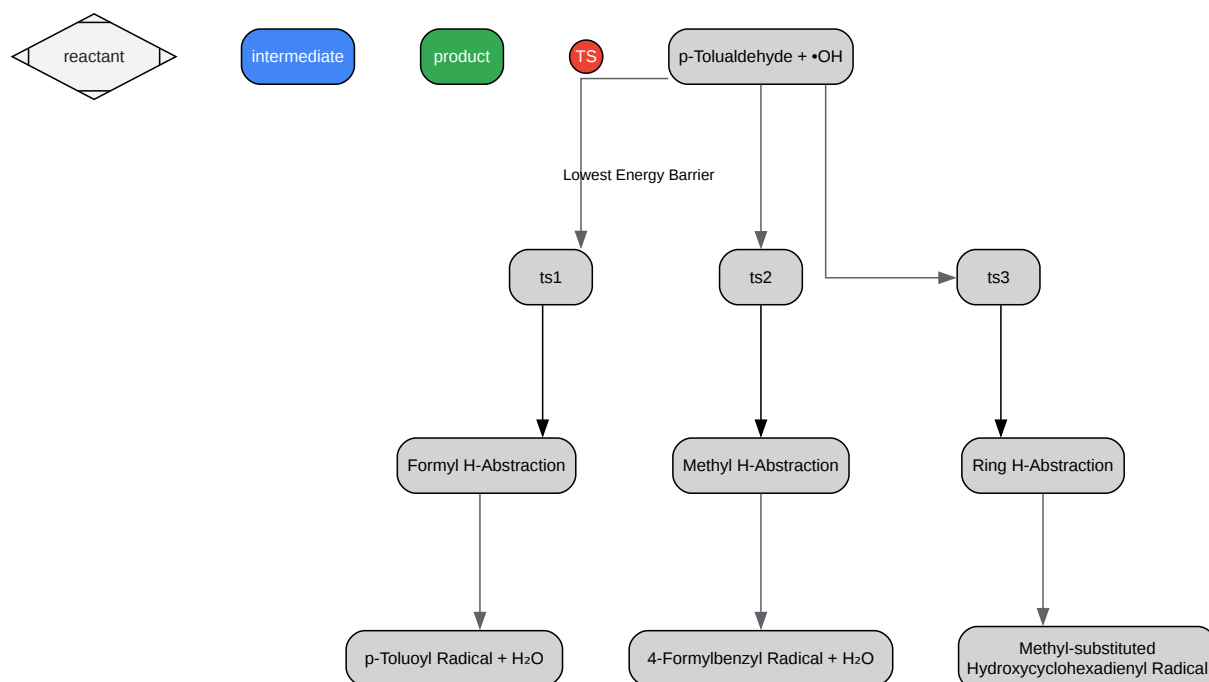 reactant
intermediate
product
TS
p-Tolualdehyde + •OH
Lowest Energy Barrier
ts1
ts2
ts3
Formyl H-Abstraction
Methyl H-Abstraction
Ring H-Abstraction
p-Toluoyl Radical + H₂O
4-Formylbenzyl Radical + H₂O
Methyl-substituted
Hydroxycyclohexadienyl Radical